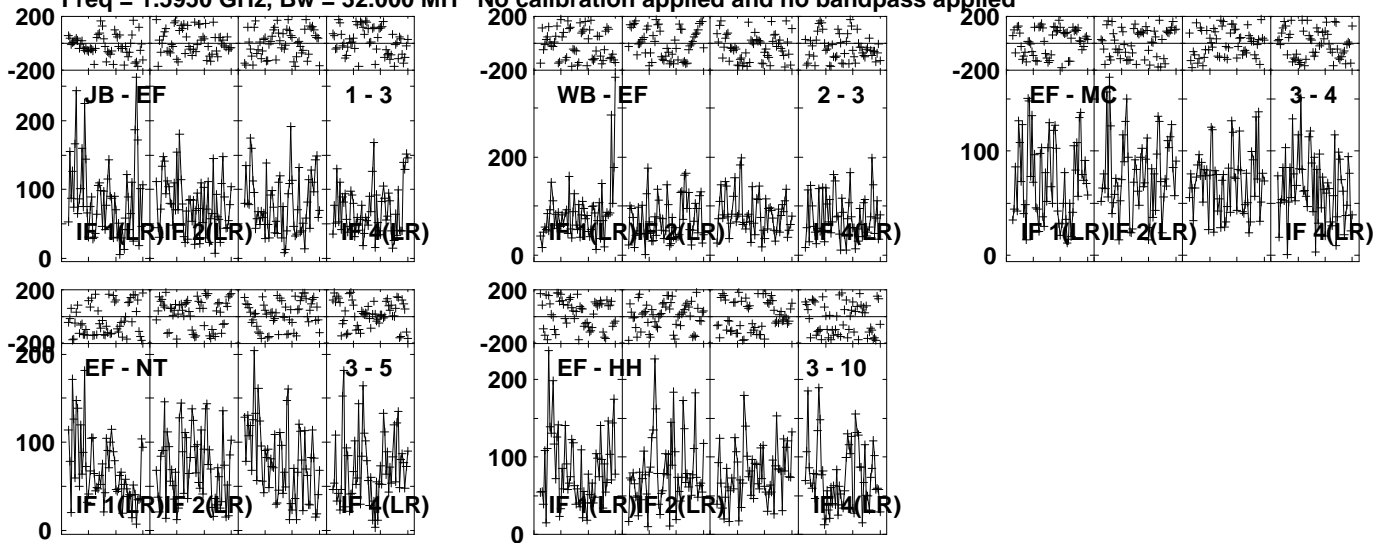 Freq = 1.5950 GHz, Bw = 32.000 MH No calibration applied and no bandpass applied
200
-200
JB - EF 1 - 3
200
100
0
IF 1(LR) IF 2(LR) IF 4(LR)
200
-200
WB - EF 2 - 3
200
0
IF 1(LR) IF 2(LR) IF 4(LR)
200
-200
EF - MC 3 - 4
100
0
IF 1(LR) IF 2(LR) IF 4(LR)
200
-200
200
EF - NT 3 - 5
100
0
IF 1(LR) IF 2(LR) IF 4(LR)
200
-200
EF - HH 3 - 10
200
100
0
IF 1(LR) IF 2(LR) IF 4(LR)